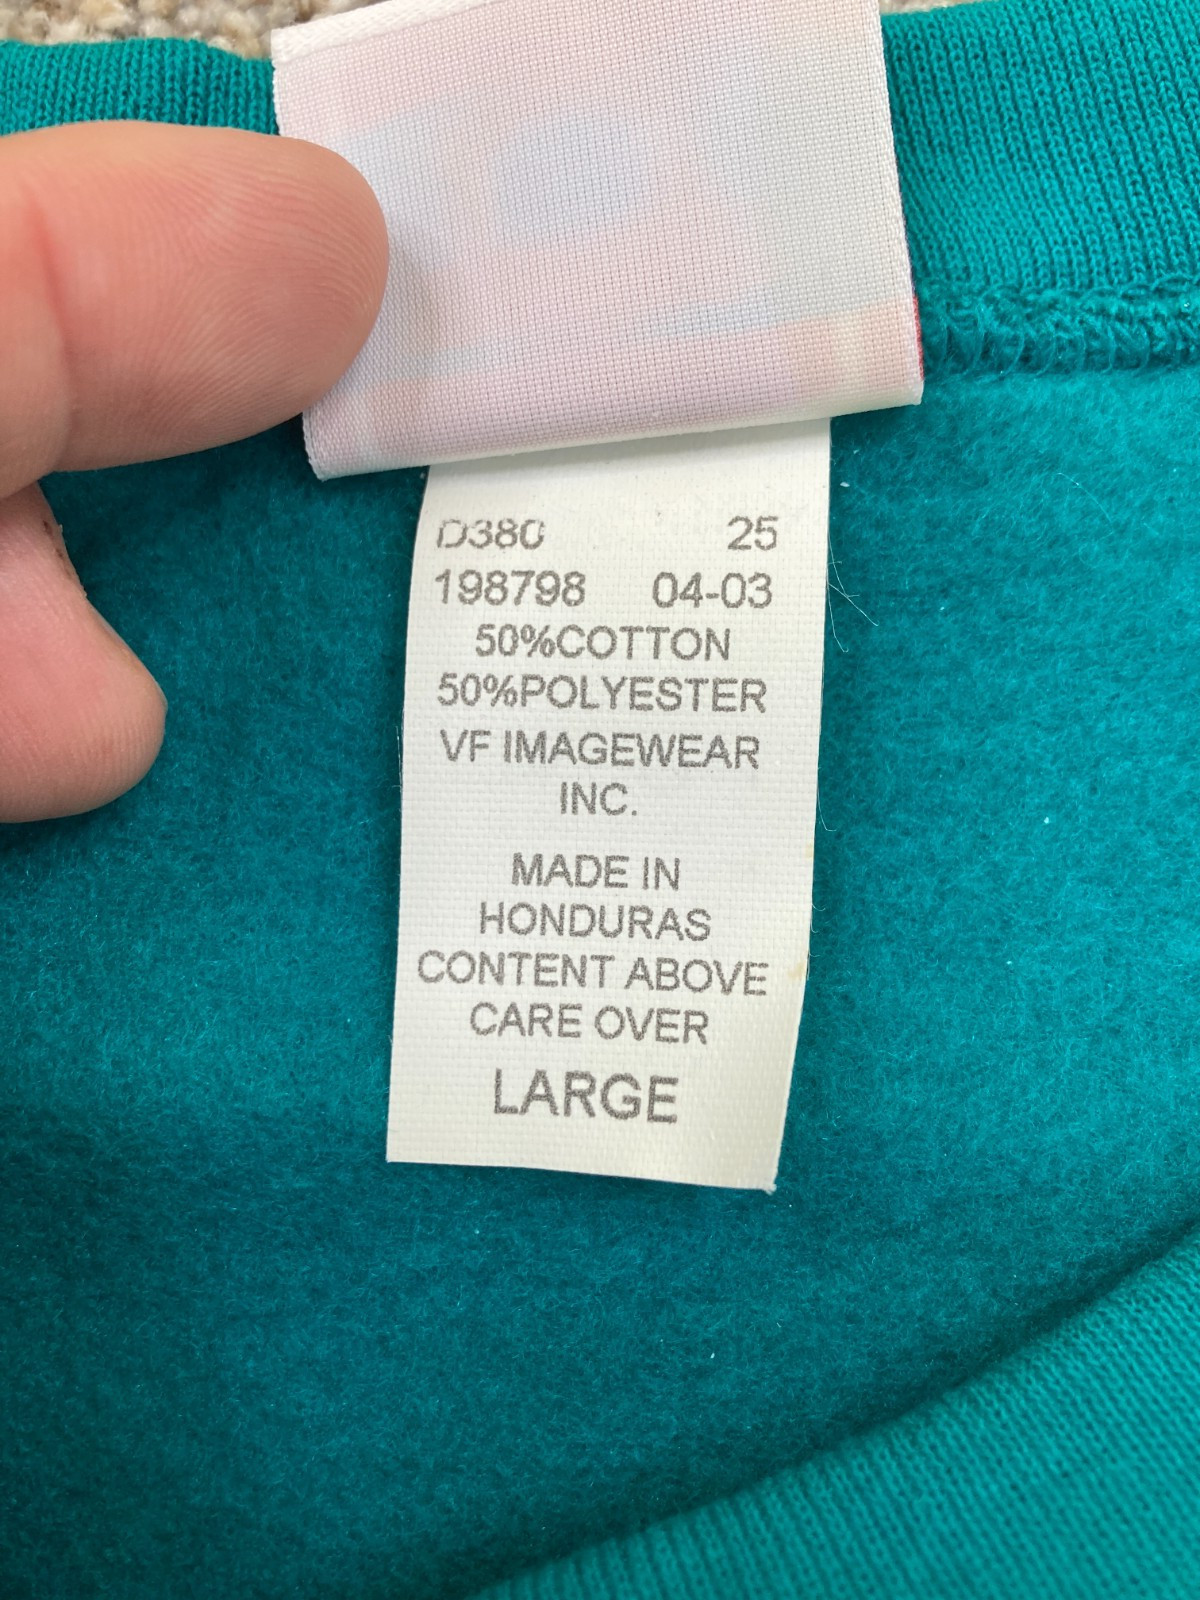 D380 25
198798 04-03
50%COTTON
50%POLYESTER
VF IMAGEWEAR
INC.
MADE IN
HONDURAS
CONTENT ABOVE
CARE OVER
LARGE